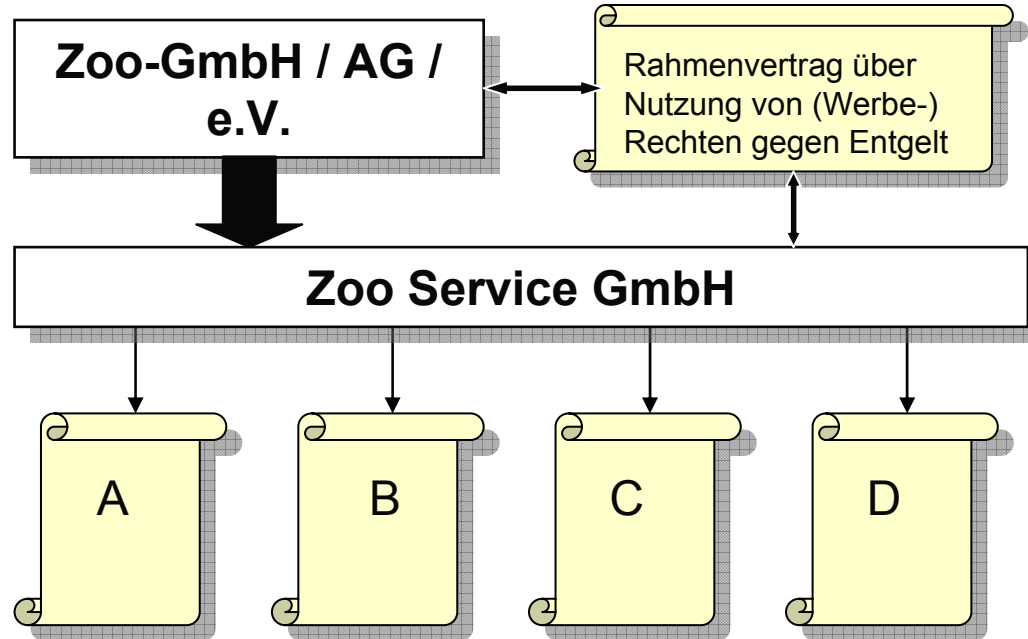 Zoo-GmbH / AG /
e.V.
Rahmenvertrag über
Nutzung von (Werbe-)
Rechten gegen Entgelt
Zoo Service GmbH
A
B
C
D